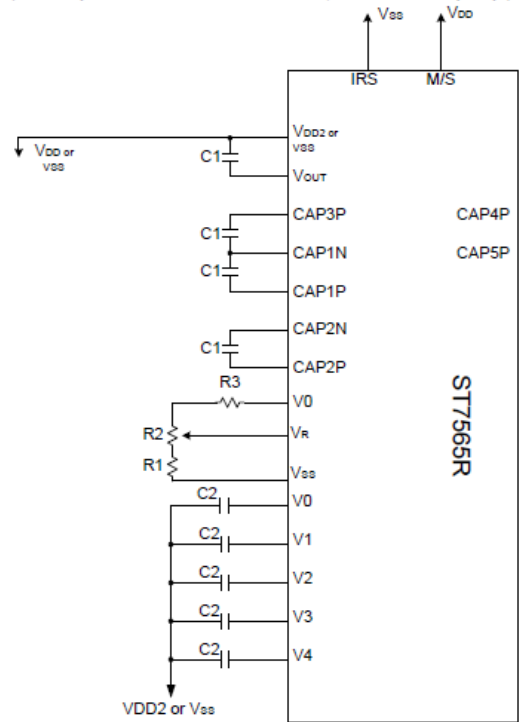 Vss VDD
IRS M/S
VDD2 or
VSS
VDD or
VSS
C1
VOUT
CAP3P CAP4P
C1
CAP1N CAP5P
C1
CAP1P
CAP2N
C1
CAP2P
R3
V0
R2
VR
R1
Vss
ST7565R
C2
V0
C2
V1
C2
V2
C2
V3
C2
V4
VDD2 or Vss